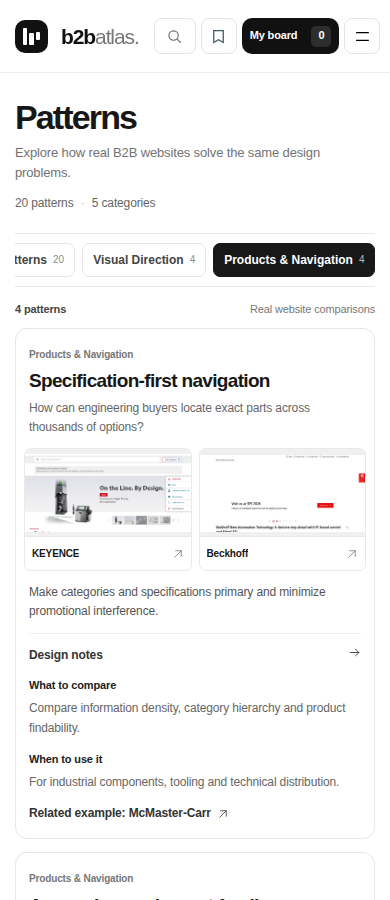 b2batlas.
My board 0
Patterns
Explore how real B2B websites solve the same design
problems.
20 patterns · 5 categories
tterns 20
Visual Direction 4
Products & Navigation 4
4 patterns
Real website comparisons
Products & Navigation
Specification-first navigation
How can engineering buyers locate exact parts across
thousands of options?
On the Line. By Design.
KEYENCE
Beckhoff
Make categories and specifications primary and minimize
promotional interference.
Design notes
What to compare
Compare information density, category hierarchy and product
findability.
When to use it
For industrial components, tooling and technical distribution.
Related example: McMaster-Carr
Products & Navigation